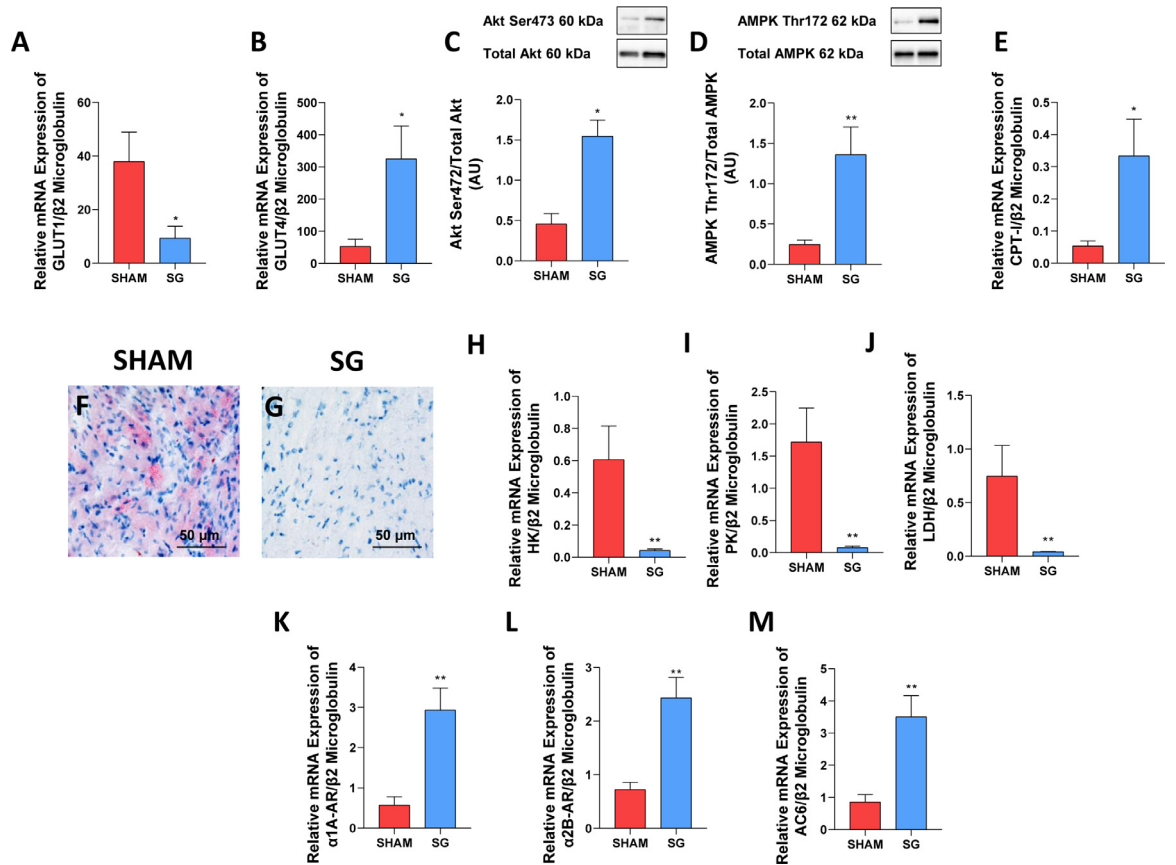 Akt Ser473 60 kDa
Total Akt 60 kDa
AMPK Thr172 62 kDa
Total AMPK 62 kDa
A
Relative mRNA Expression of
GLUT1/β2 Microglobulin
60
40
20
0
*
SHAM
SG
B
Relative mRNA Expression of
GLUT4/β2 Microglobulin
500
400
300
200
100
0
*
SHAM
SG
C
Akt Ser472/Total Akt
(AU)
2.0
1.5
1.0
0.5
0.0
*
SHAM
SG
D
AMPK Thr172/Total AMPK
(AU)
2.0
1.5
1.0
0.5
0.0
**
SHAM
SG
E
Relative mRNA Expression of
CPT-I/β2 Microglobulin
0.5
0.4
0.3
0.2
0.1
0.0
*
SHAM
SG
SHAM
F
50 µm
SG
G
50 µm
H
Relative mRNA Expression of
HK/β2 Microglobulin
1.0
0.8
0.6
0.4
0.2
0.0
**
SHAM
SG
I
Relative mRNA Expression of
PK/β2 Microglobulin
2.5
2.0
1.5
1.0
0.5
0.0
**
SHAM
SG
J
Relative mRNA Expression of
LDH/β2 Microglobulin
1.5
1.0
0.5
0.0
**
SHAM
SG
K
Relative mRNA Expression of
α1A-AR/β2 Microglobulin
4
3
2
1
0
**
SHAM
SG
L
Relative mRNA Expression of
α2B-AR/β2 Microglobulin
3
2
1
0
**
SHAM
SG
M
Relative mRNA Expression of
AC6/β2 Microglobulin
5
4
3
2
1
0
**
SHAM
SG